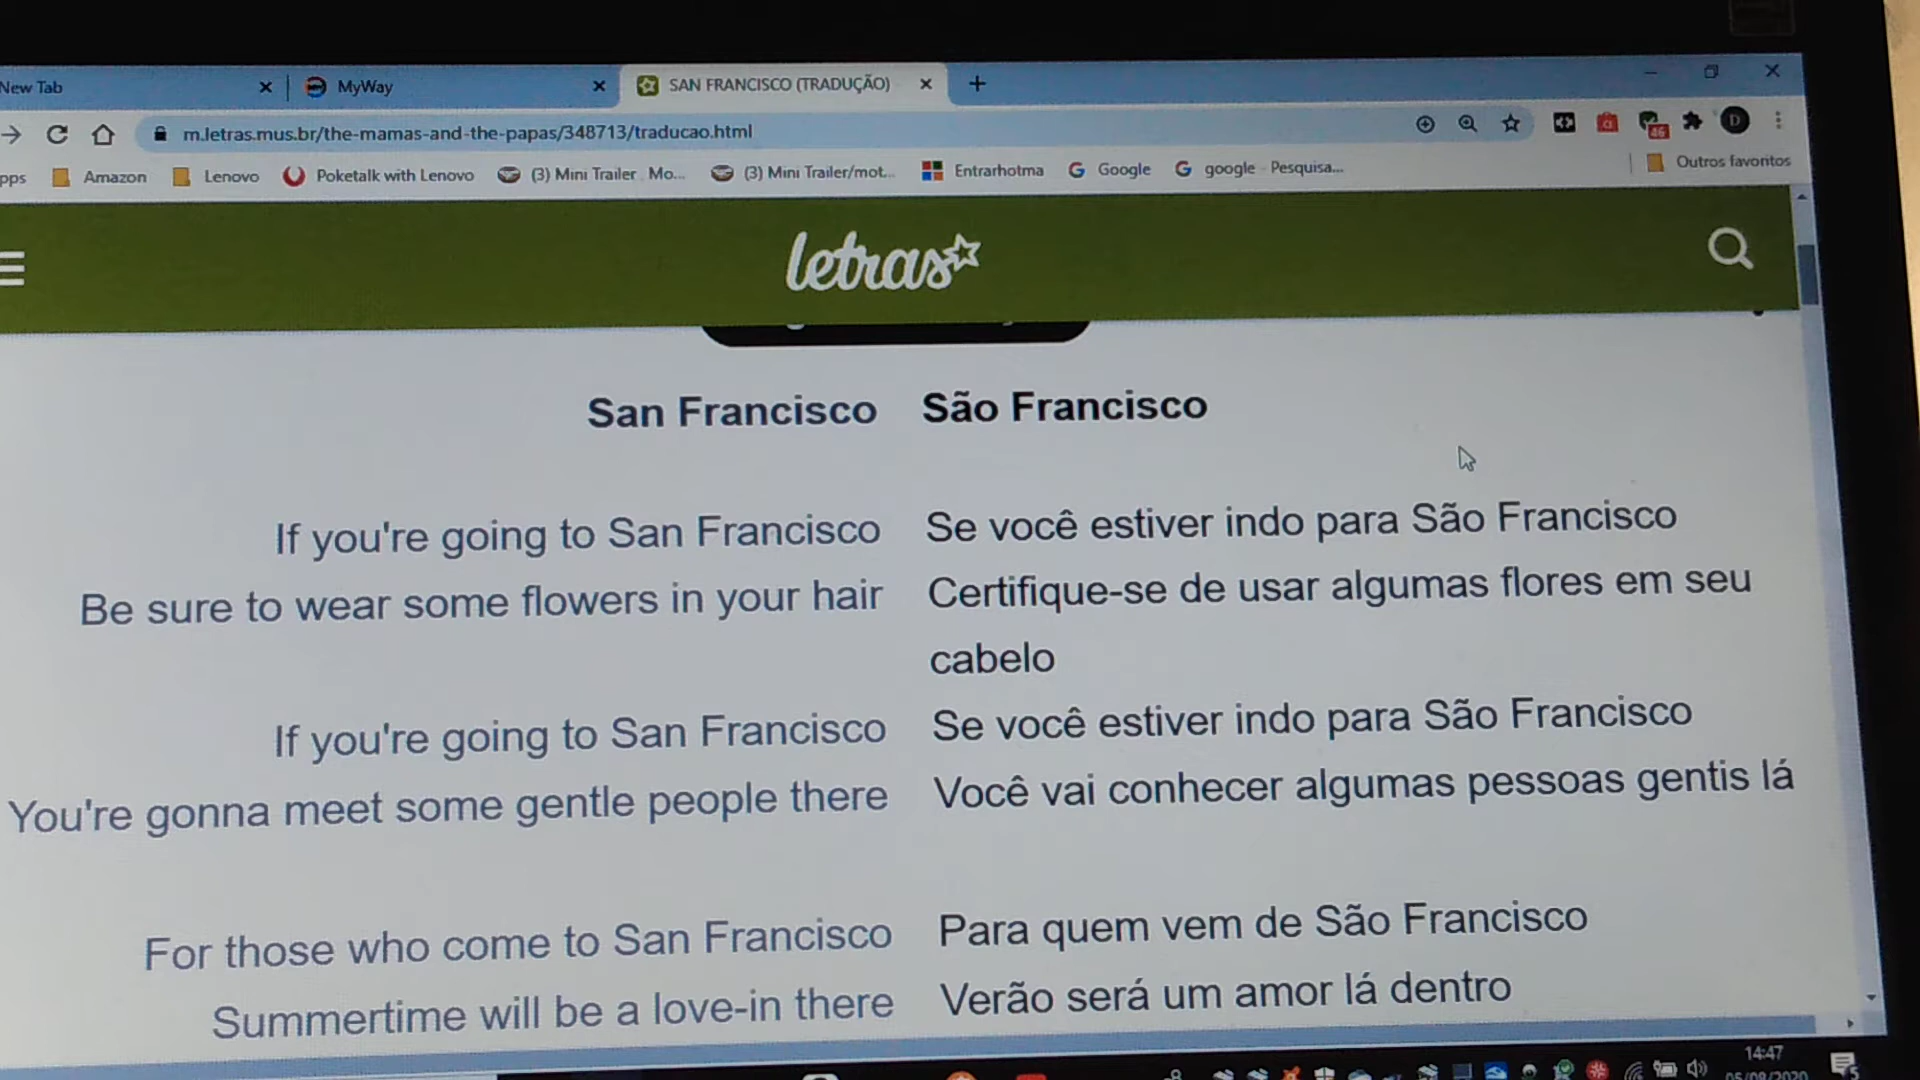 New Tab
MyWay
SAN FRANCISCO (TRADUÇÃO)
m.letras.mus.br/the-mamas-and-the-papas/348713/traducao.html
D
46
pps
Amazon
Lenovo
Poketalk with Lenovo
(3) Mini Trailer . Mo...
(3) Mini Trailer/mot...
Entrarhotma
Google
google - Pesquisa...
Outros favoritos
letras
San Francisco
São Francisco
If you're going to San Francisco
Se você estiver indo para São Francisco
Be sure to wear some flowers in your hair
Certifique-se de usar algumas flores em seu
cabelo
If you're going to San Francisco
Se você estiver indo para São Francisco
You're gonna meet some gentle people there
Você vai conhecer algumas pessoas gentis lá
For those who come to San Francisco
Para quem vem de São Francisco
Summertime will be a love-in there
Verão será um amor lá dentro
14:47
05/09/2020
5